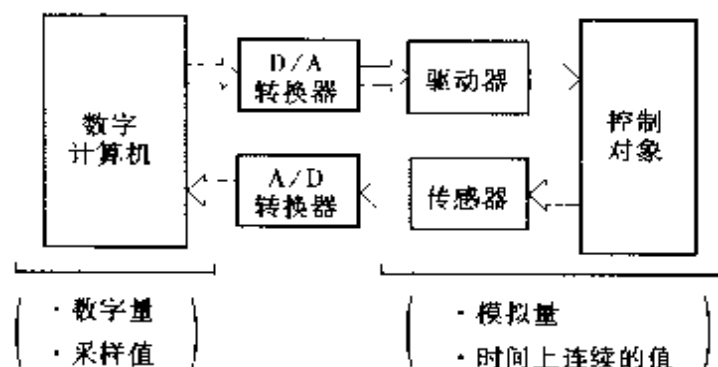 数字
计算机
D/A
转换器
驱动器
控制
对象
A/D
转换器
传感器
·数字量
·采样值
·模拟量
·时间上连续的值